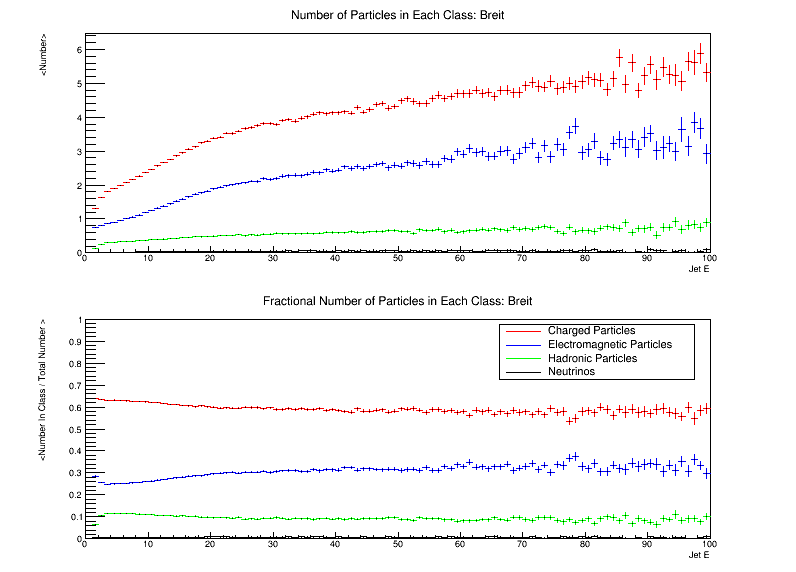 Number of Particles in Each Class: Breit
<Number>
6
5
4
3
2
1
0
0 10 20 30 40 50 60 70 80 90 100
Jet E
Fractional Number of Particles in Each Class: Breit
<Number In Class / Total Number >
1
0.9
0.8
0.7
0.6
0.5
0.4
0.3
0.2
0.1
0
Charged Particles
Electromagnetic Particles
Hadronic Particles
Neutrinos
0 10 20 30 40 50 60 70 80 90 100
Jet E